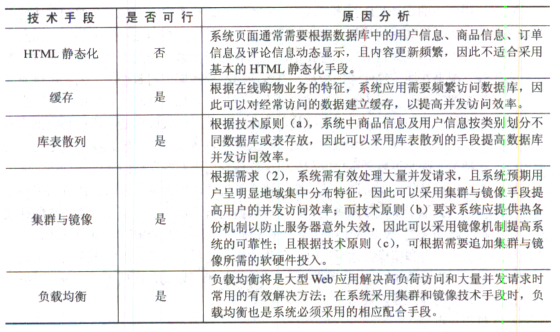 技术手段 是否可行 原因分析
HTML 静态化 否 系统页面通常需要根据数据库中的用户信息、商品信息、订单
信息及评论信息动态显示，且内容更新频繁，因此不适合采用
基本的 HTML 静态化手段。
缓存 是 根据在线购物业务的特征，系统应用需要频繁访问数据库，因
此可以对经常访问的数据建立缓存，以提高并发访问效率。
库表散列 是 根据技术原则（a），系统中商品信息及用户信息按类别划分不
同数据库或表存放，因此可以采用库表散列的手段提高数据库
并发访问效率。
集群与镜像 是 根据需求（2），系统需有效处理大量并发请求，且系统预期用
户呈明显地域集中分布特征，因此可以采用集群与镜像手段提
高用户的并发访问效率；而技术原则（b）要求系统应提供热备
份机制以防止服务器意外失效，因此可以采用镜像机制提高系
统的可靠性；且根据技术原则（c），可根据需要追加集群与镜
像所需的软硬件投入。
负载均衡 是 负载均衡将是大型 Web 应用解决高负荷访问和大量并发请求时
常用的有效解决方法；在系统采用集群和镜像技术手段时，负
载均衡也是系统必须采用的相应配合手段。